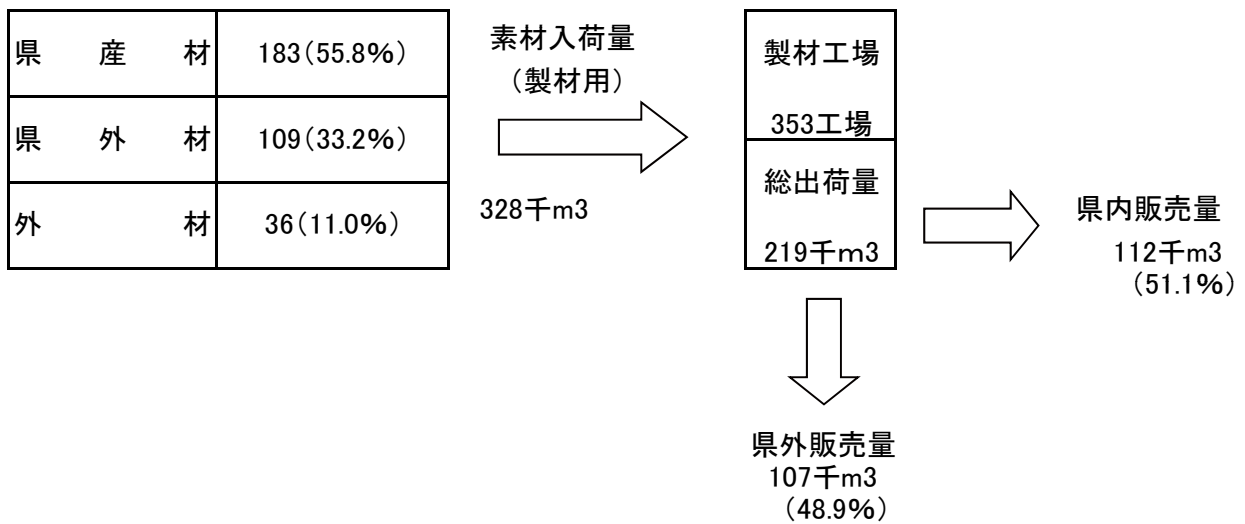 県産材 183(55.8%)
県外材 109(33.2%)
外材 36(11.0%)
素材入荷量
(製材用)
328千m3
製材工場
353工場
総出荷量
219千m3
県内販売量
112千m3
(51.1%)
県外販売量
107千m3
(48.9%)